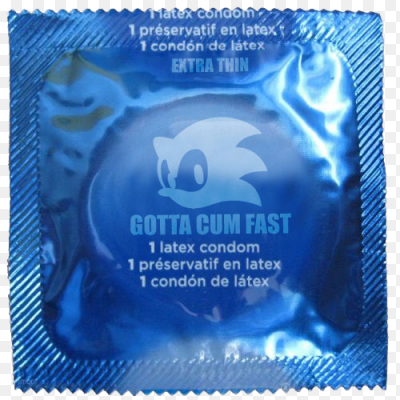 1 latex condom
1 préservatif en latex
1 condón de látex
EXTRA THIN
GOTTA CUM FAST
1 latex condom
1 préservatif en latex
1 condón de látex